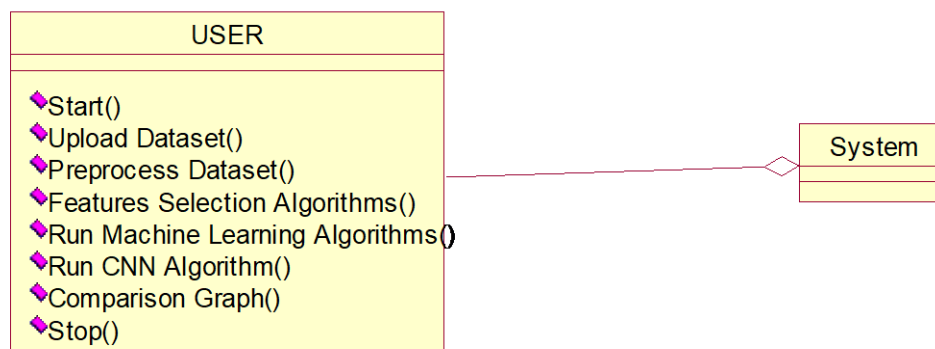 USER
Start()
Upload Dataset()
Preprocess Dataset()
Features Selection Algorithms()
Run Machine Learning Algorithms()
Run CNN Algorithm()
Comparison Graph()
Stop()
System